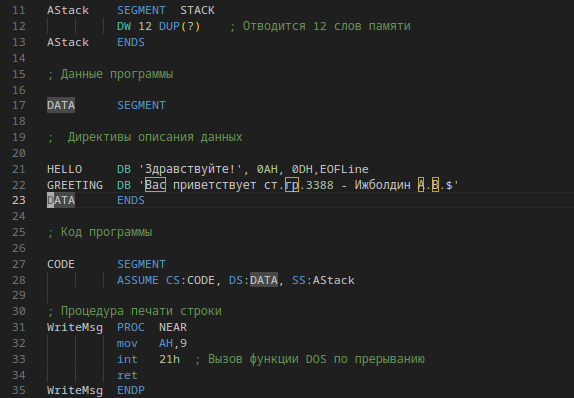 11 AStack SEGMENT STACK
12 DW 12 DUP(?) ; Отводится 12 слов памяти
13 AStack ENDS
14
15 ; Данные программы
16
17 DATA SEGMENT
18
19 ; Директивы описания данных
20
21 HELLO DB 'Здравствуйте!', 0AH, 0DH,EOFLine
22 GREETING DB 'Вас приветствует ст.гр.3388 - Ижболдин А.В.$'
23 DATA ENDS
24
25 ; Код программы
26
27 CODE SEGMENT
28 ASSUME CS:CODE, DS:DATA, SS:AStack
29
30 ; Процедура печати строки
31 WriteMsg PROC NEAR
32 mov AH,9
33 int 21h ; Вызов функции DOS по прерыванию
34 ret
35 WriteMsg ENDP